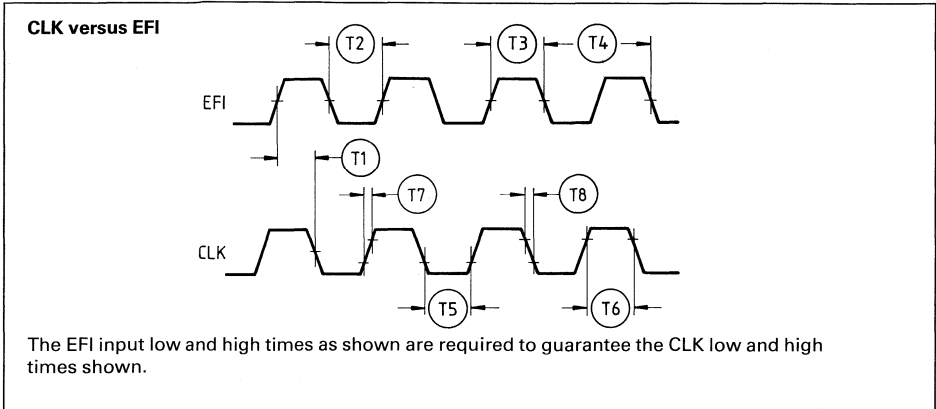 CLK versus EFI
T2
T3
T4
EFI
T1
T7
T8
CLK
T5
T6
The EFI input low and high times as shown are required to guarantee the CLK low and high
times shown.